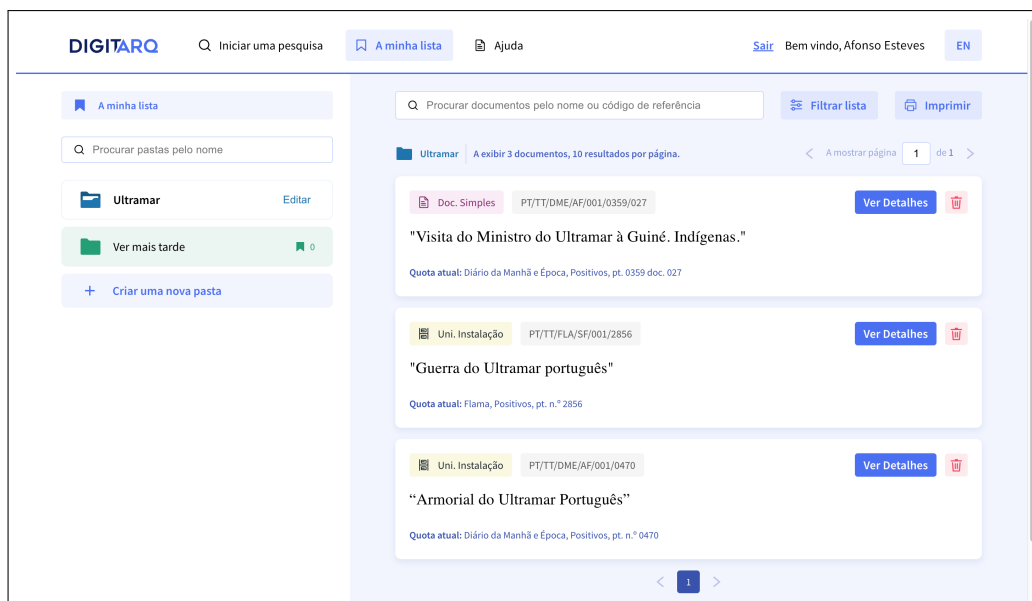 DIGITARQ Iniciar uma pesquisa A minha lista Ajuda Sair Bem vindo, Afonso Esteves EN
A minha lista
Procurar pastas pelo nome
Ultramar Editar
Ver mais tarde 0
+ Criar uma nova pasta
Procurar documentos pelo nome ou código de referência Filtrar lista Imprimir
Ultramar A exibir 3 documentos, 10 resultados por página. < A mostrar página 1 de 1 >
Doc. Simples PT/TT/DME/AF/001/0359/027 Ver Detalhes
"Visita do Ministro do Ultramar à Guiné. Indígenas."
Quota atual: Diário da Manhã e Época, Positivos, pt. 0359 doc. 027
Uni. Instalação PT/TT/FLA/SF/001/2856 Ver Detalhes
"Guerra do Ultramar português"
Quota atual: Flama, Positivos, pt. n.º 2856
Uni. Instalação PT/TT/DME/AF/001/0470 Ver Detalhes
“Armorial do Ultramar Português”
Quota atual: Diário da Manhã e Época, Positivos, pt. n.º 0470
< 1 >